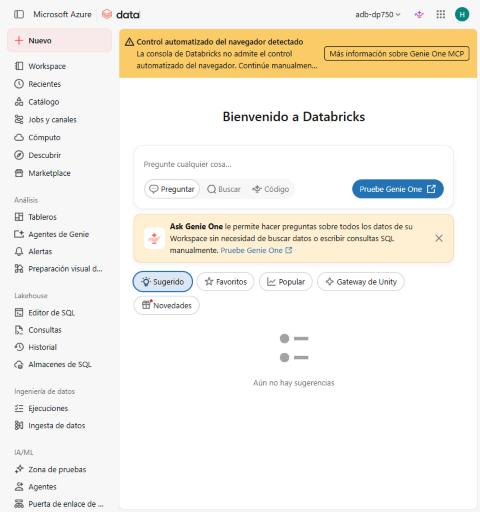 Microsoft Azure
data
adb-dp750
H
Nuevo
Workspace
Recientes
Catálogo
Jobs y canales
Cómputo
Descubrir
Marketplace
Análisis
Tableros
Agentes de Genie
Alertas
Preparación visual d...
Lakehouse
Editor de SQL
Consultas
Historial
Almacenes de SQL
Ingeniería de datos
Ejecuciones
Ingesta de datos
IA/ML
Zona de pruebas
Agentes
Puerta de enlace de ...
Control automatizado del navegador detectado
La consola de Databricks no admite el control
automatizado del navegador. Continúe manualmen...
Más información sobre Genie One MCP
Bienvenido a Databricks
Pregunte cualquier cosa...
Preguntar
Buscar
Código
Pruebe Genie One
Ask Genie One le permite hacer preguntas sobre todos los datos de su
Workspace sin necesidad de buscar datos o escribir consultas SQL
manualmente. Pruebe Genie One
Sugerido
Favoritos
Popular
Gateway de Unity
Novedades
Aún no hay sugerencias